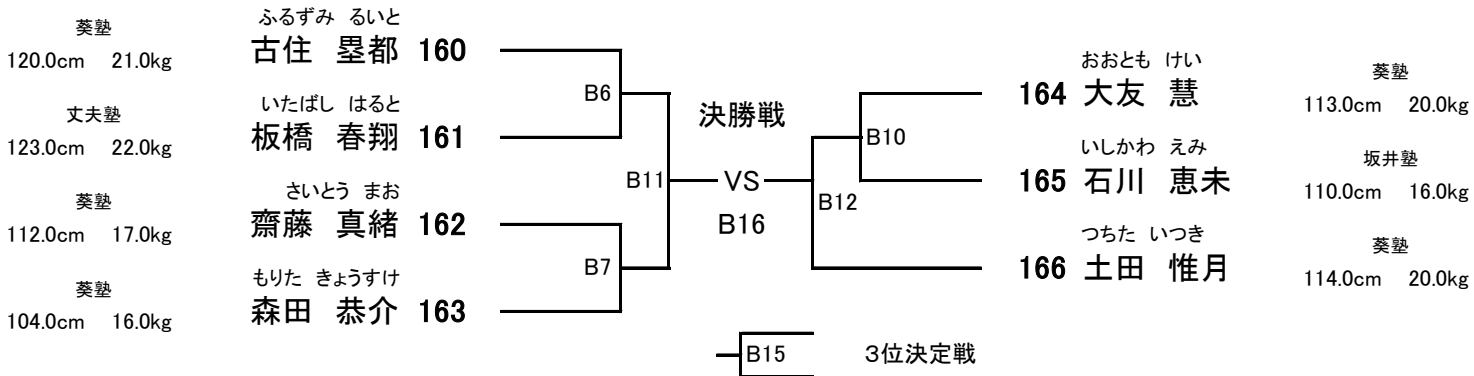 葵塾
120.0cm 21.0kg
ふるずみ るいと
古住 塁都 160
丈夫塾
123.0cm 22.0kg
いたばし はると
板橋 春翔 161
葵塾
112.0cm 17.0kg
さいとう まお
齋藤 真緒 162
葵塾
104.0cm 16.0kg
もりた きょうすけ
森田 恭介 163
B6
B7
B11
決勝戦
VS
B16
B10
B12
おおとも けい
164 大友 慧
葵塾
113.0cm 20.0kg
いしかわ えみ
165 石川 恵未
坂井塾
110.0cm 16.0kg
つちた いつき
166 土田 惟月
葵塾
114.0cm 20.0kg
B15 3位決定戦